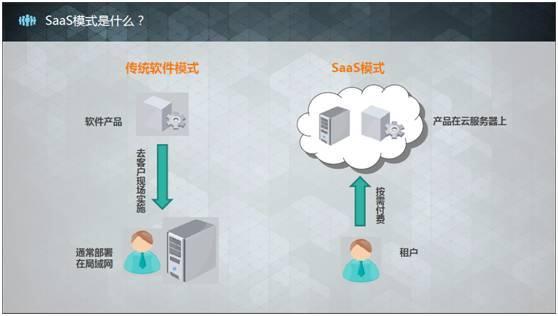 SaaS模式是什么？
传统软件模式
软件产品
去客户现场实施
通常部署
在局域网
SaaS模式
产品在云服务器上
按需付费
租户